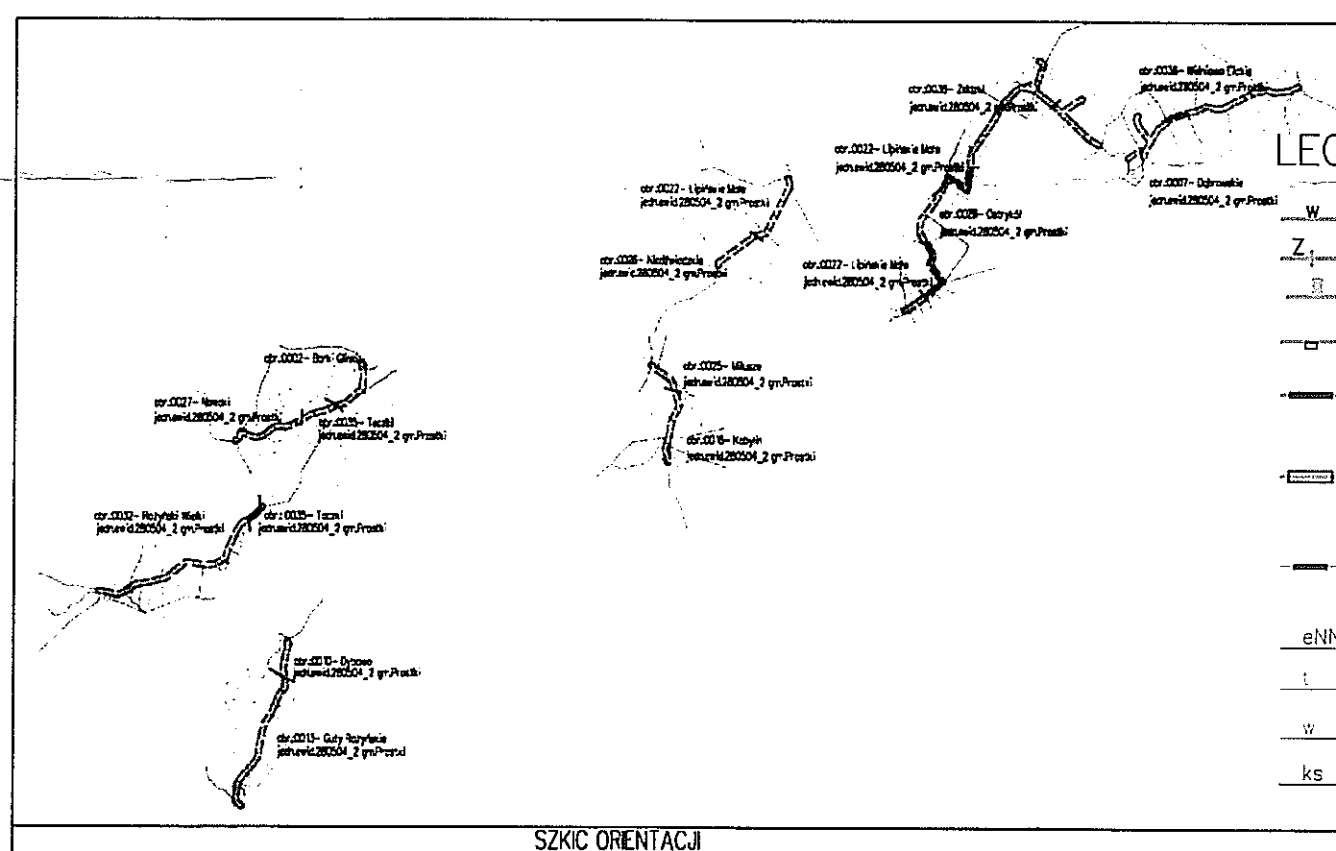 obr.:0038- Wiśniowo Ełckie
jedn.ewid.280504_2 gm.Prostki
obr.:0039- Zalesie
jedn.ewid.280504_2 gm.Prostki
LEG
obr.:0022- Lipińskie Małe
jedn.ewid.280504_2 gm.Prostki
obr.:0007- Dąbrowskie
jedn.ewid.280504_2 gm.Prostki
obr.:0022- Lipińskie Małe
jedn.ewid.280504_2 gm.Prostki
w
obr.:0029- Ostrykół
jedn.ewid.280504_2 gm.Prostki
Z
obr.:0026- Niedźwiedzkie
jedn.ewid.280504_2 gm.Prostki
obr.:0022- Lipińskie Małe
jedn.ewid.280504_2 gm.Prostki
obr.:0002- Borki
obr.:0025- Miłusze
jedn.ewid.280504_2 gm.Prostki
obr.:0027- Nowaki
jedn.ewid.280504_2 gm.Prostki
obr.:0035- Taczki
jedn.ewid.280504_2 gm.Prostki
obr.:0016- Kobylin
jedn.ewid.280504_2 gm.Prostki
obr.:0032- Rożyński Wielki
jedn.ewid.280504_2 gm.Prostki
obr.:0035- Taczki
jedn.ewid.280504_2 gm.Prostki
eNN
obr.:0010- Dybowo
jedn.ewid.280504_2 gm.Prostki
t
obr.:0013- Guty Rożyńskie
jedn.ewid.280504_2 gm.Prostki
w
ks
SZKIC ORIENTACJI